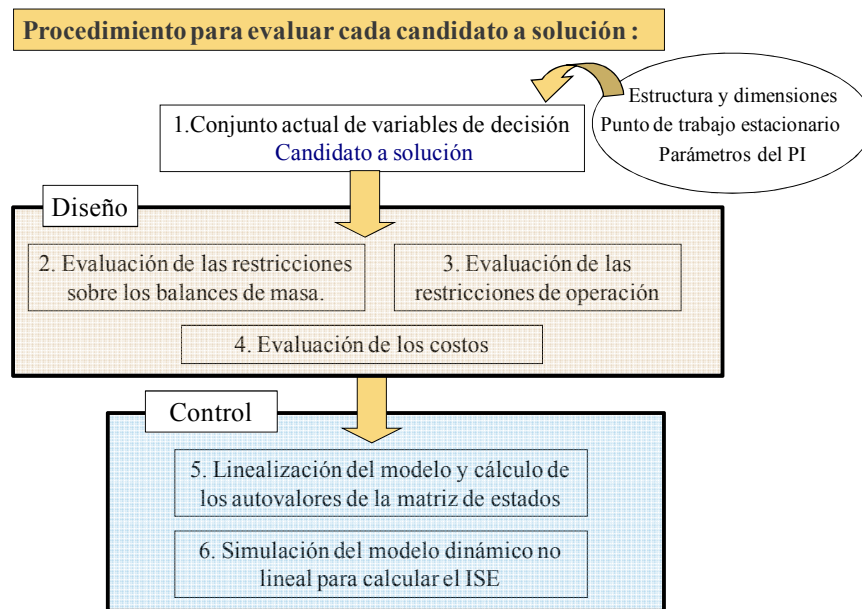 Procedimiento para evaluar cada candidato a solución :
Estructura y dimensiones
Punto de trabajo estacionario
Parámetros del PI
1.Conjunto actual de variables de decisión
Candidato a solución
Diseño
2. Evaluación de las restricciones
sobre los balances de masa.
3. Evaluación de las
restricciones de operación
4. Evaluación de los costos
Control
5. Linealización del modelo y cálculo de
los autovalores de la matriz de estados
6. Simulación del modelo dinámico no
lineal para calcular el ISE